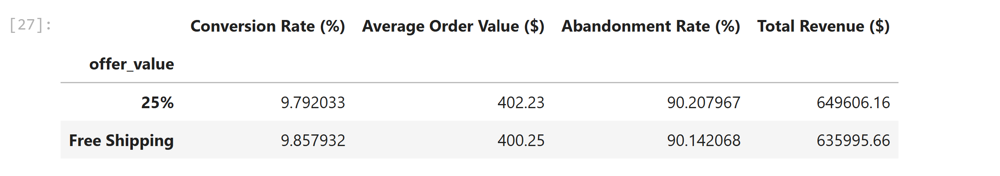 [27]: Conversion Rate (%) Average Order Value ($) Abandonment Rate (%) Total Revenue ($)
offer_value
25% 9.792033 402.23 90.207967 649606.16
Free Shipping 9.857932 400.25 90.142068 635995.66